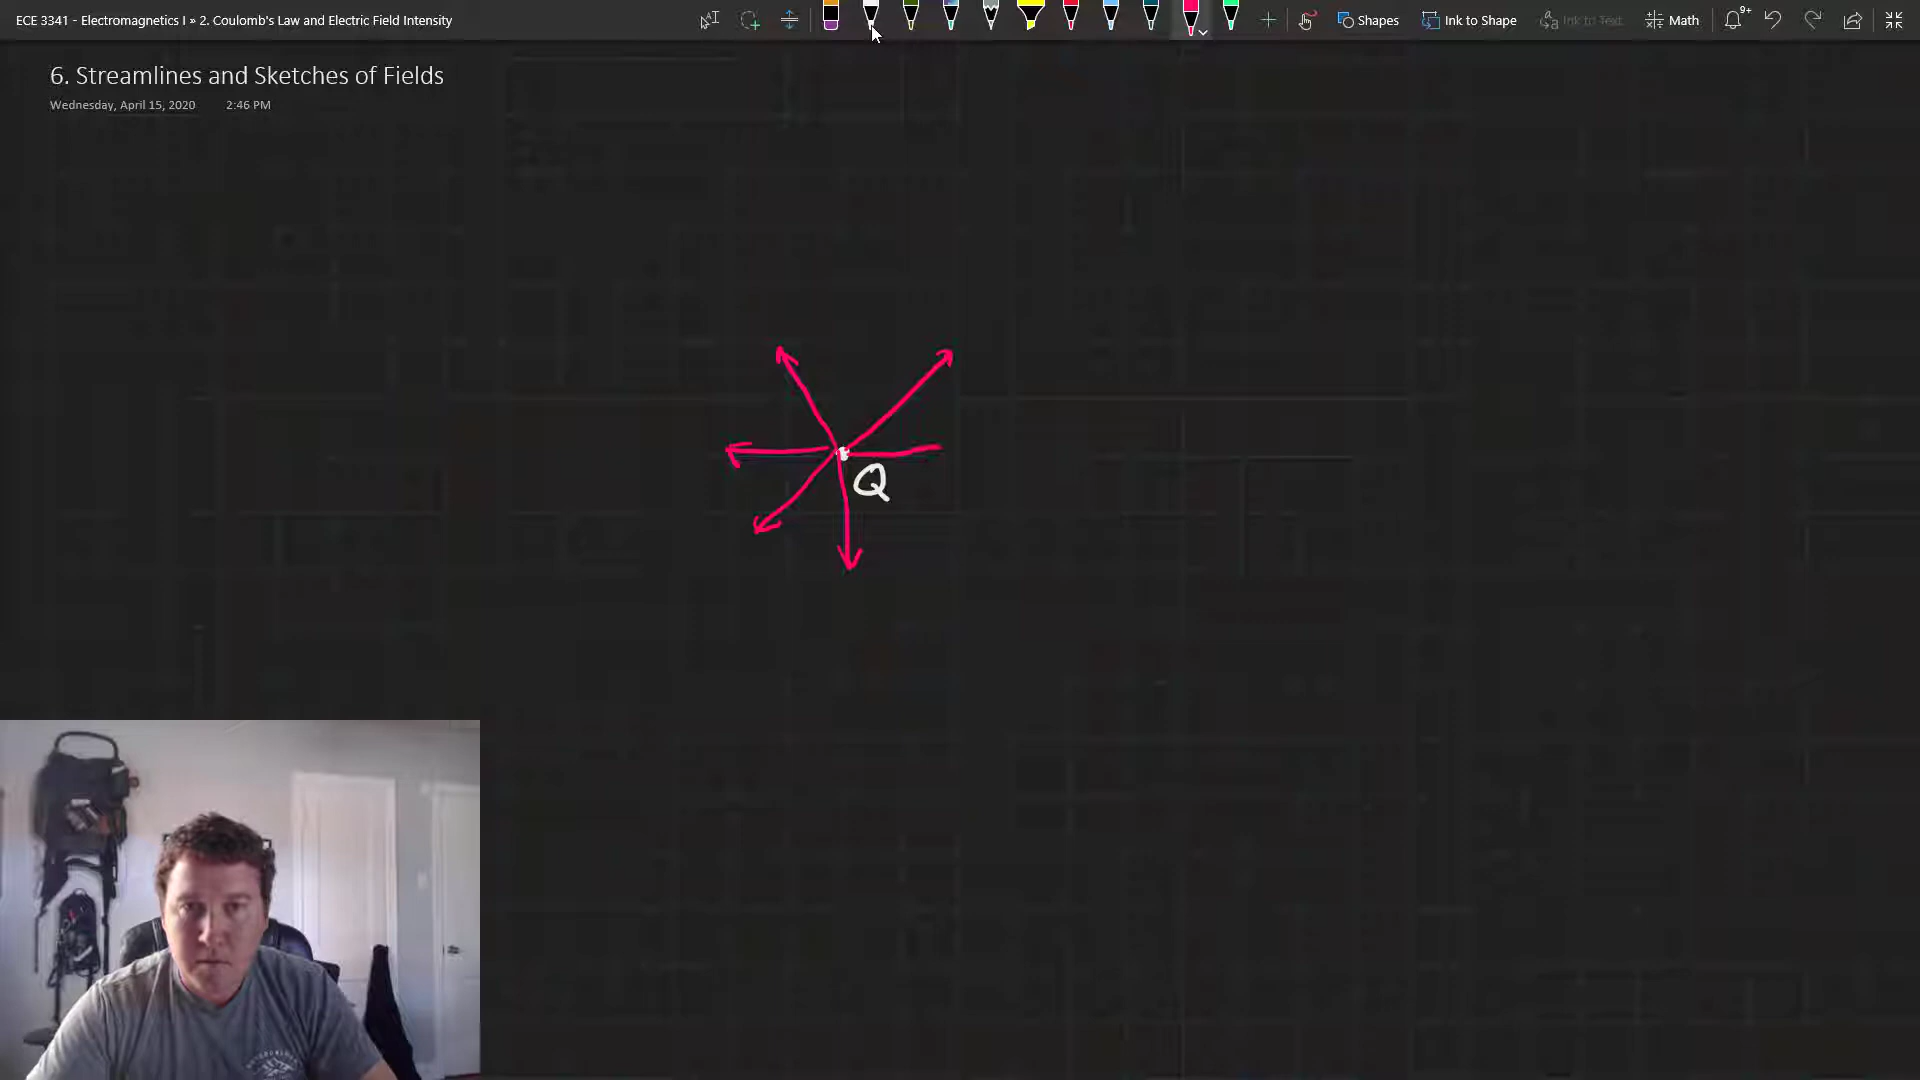 ECE 3341 - Electromagnetics I » 2. Coulomb's Law and Electric Field Intensity
Shapes
Ink to Shape
Ink to Text
Math
9+
6. Streamlines and Sketches of Fields
Wednesday, April 15, 2020 2:46 PM
Q